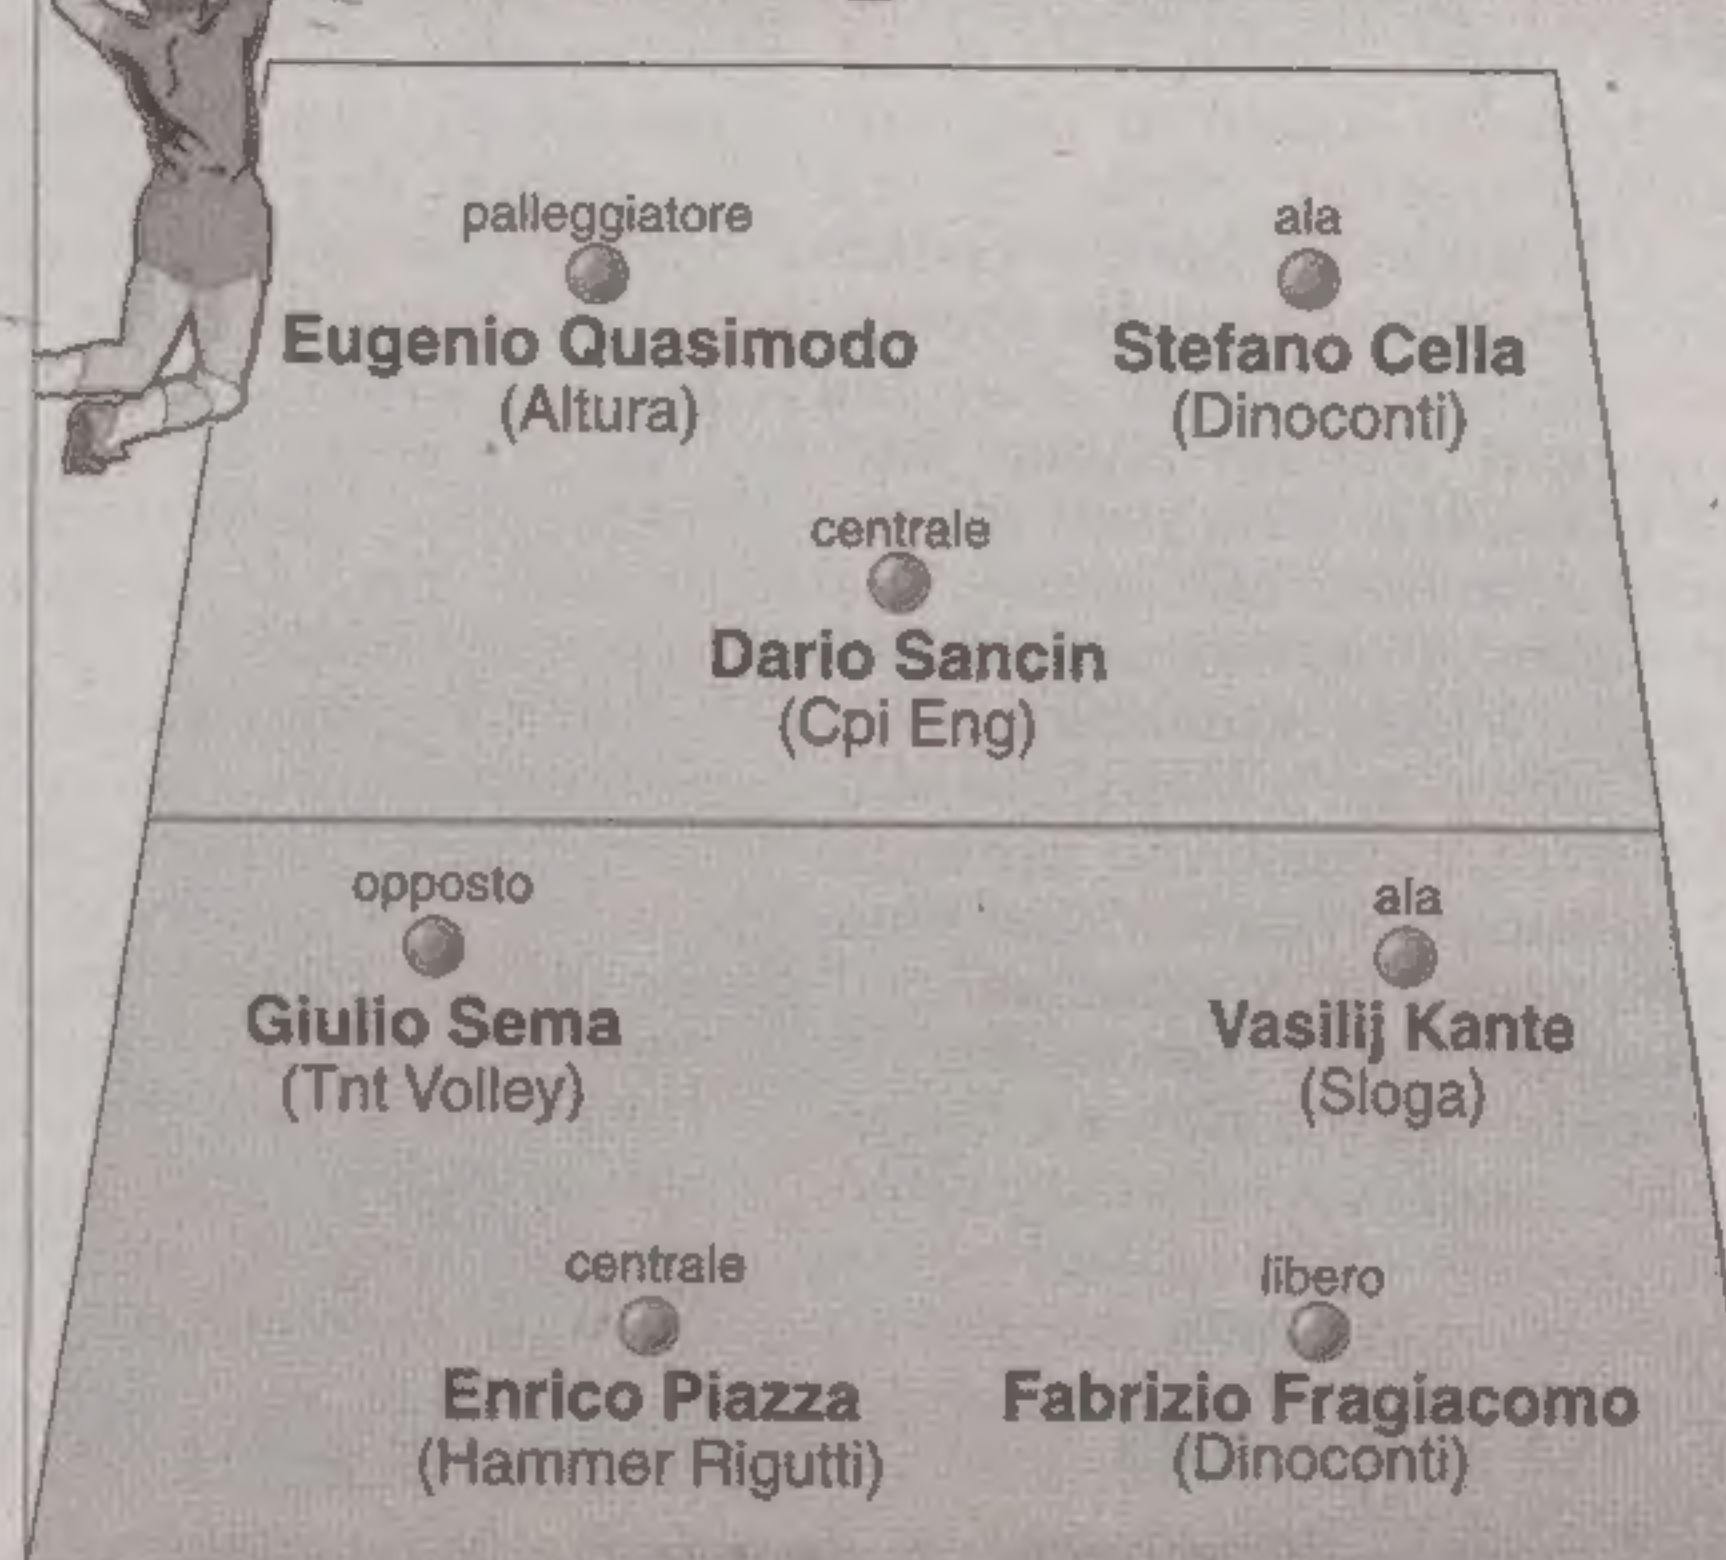 palleggiatore
Eugenio Quasimodo
(Altura)
ala
Stefano Cella
(Dinoconti)
centrale
Dario Sancin
(Cpi Eng)
opposto
Giulio Sema
(Tnt Volley)
ala
Vasilij Kante
(Sloga)
centrale
Enrico Piazza
(Hammer Rigutti)
libero
Fabrizio Fragiacomo
(Dinoconti)